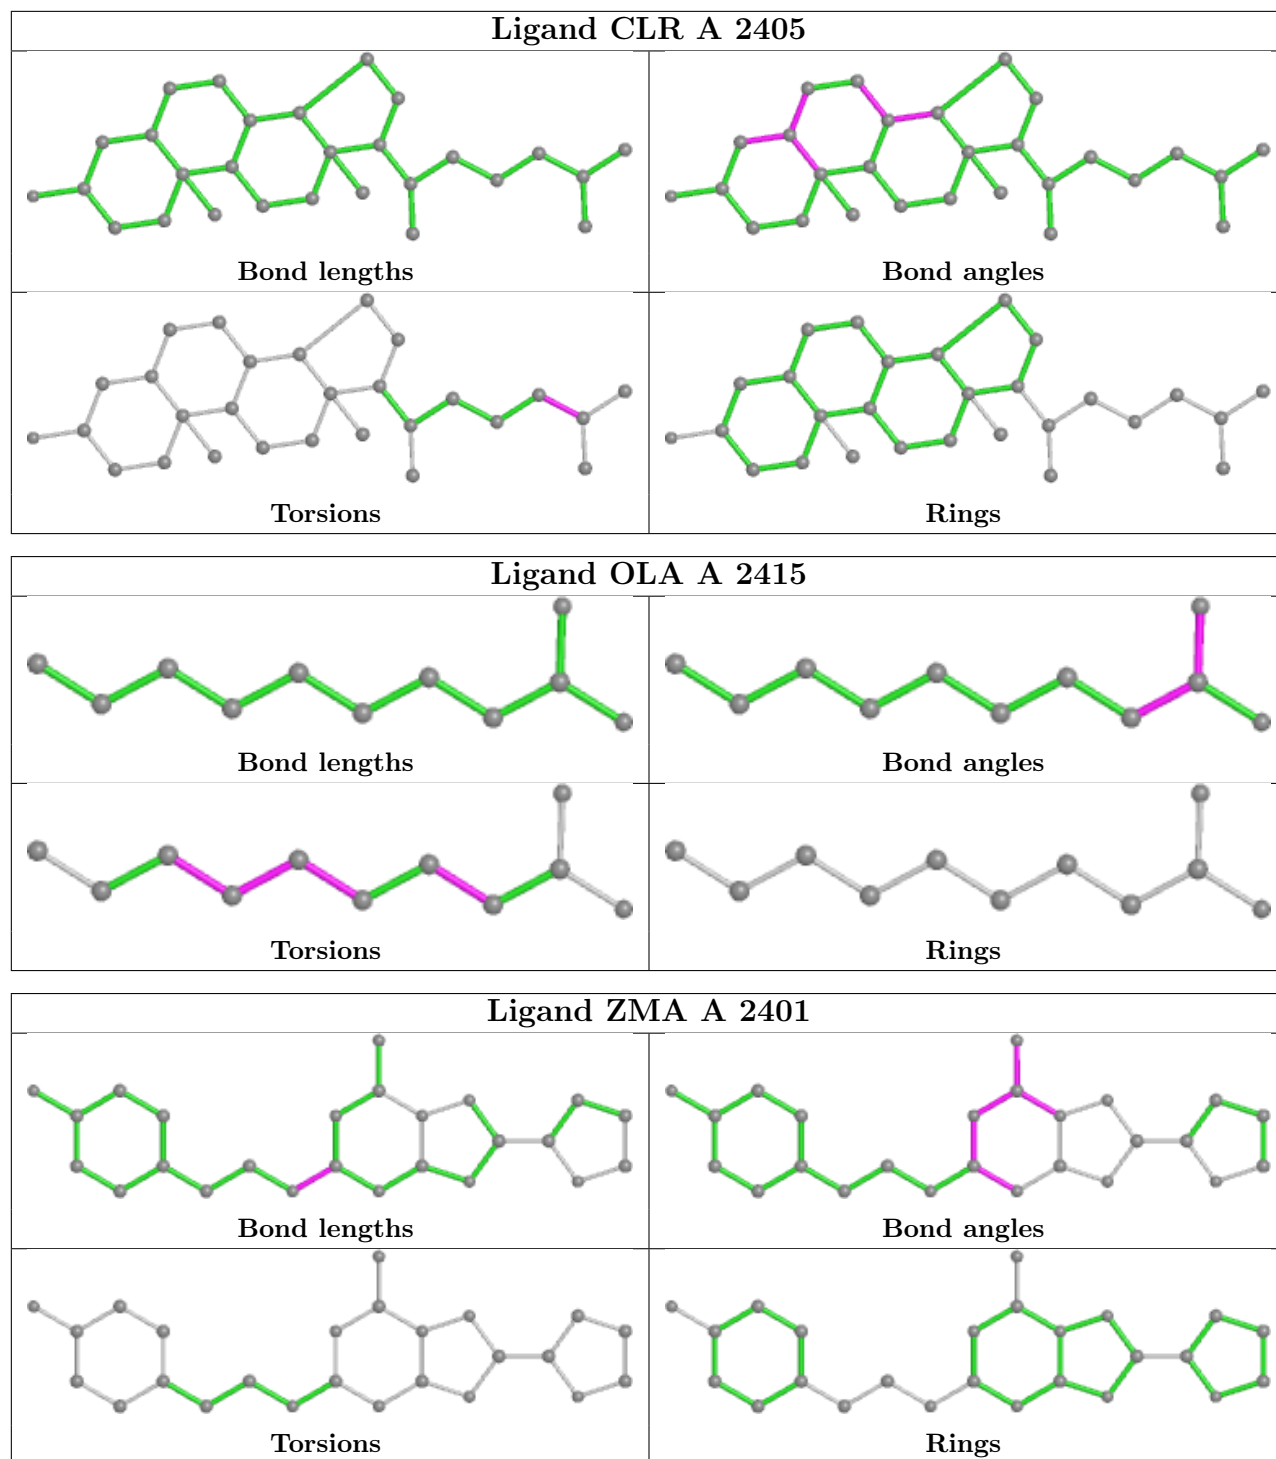 Ligand CLR A 2405
Bond lengths
Bond angles
Torsions
Rings
Ligand OLA A 2415
Bond lengths
Bond angles
Torsions
Rings
Ligand ZMA A 2401
Bond lengths
Bond angles
Torsions
Rings